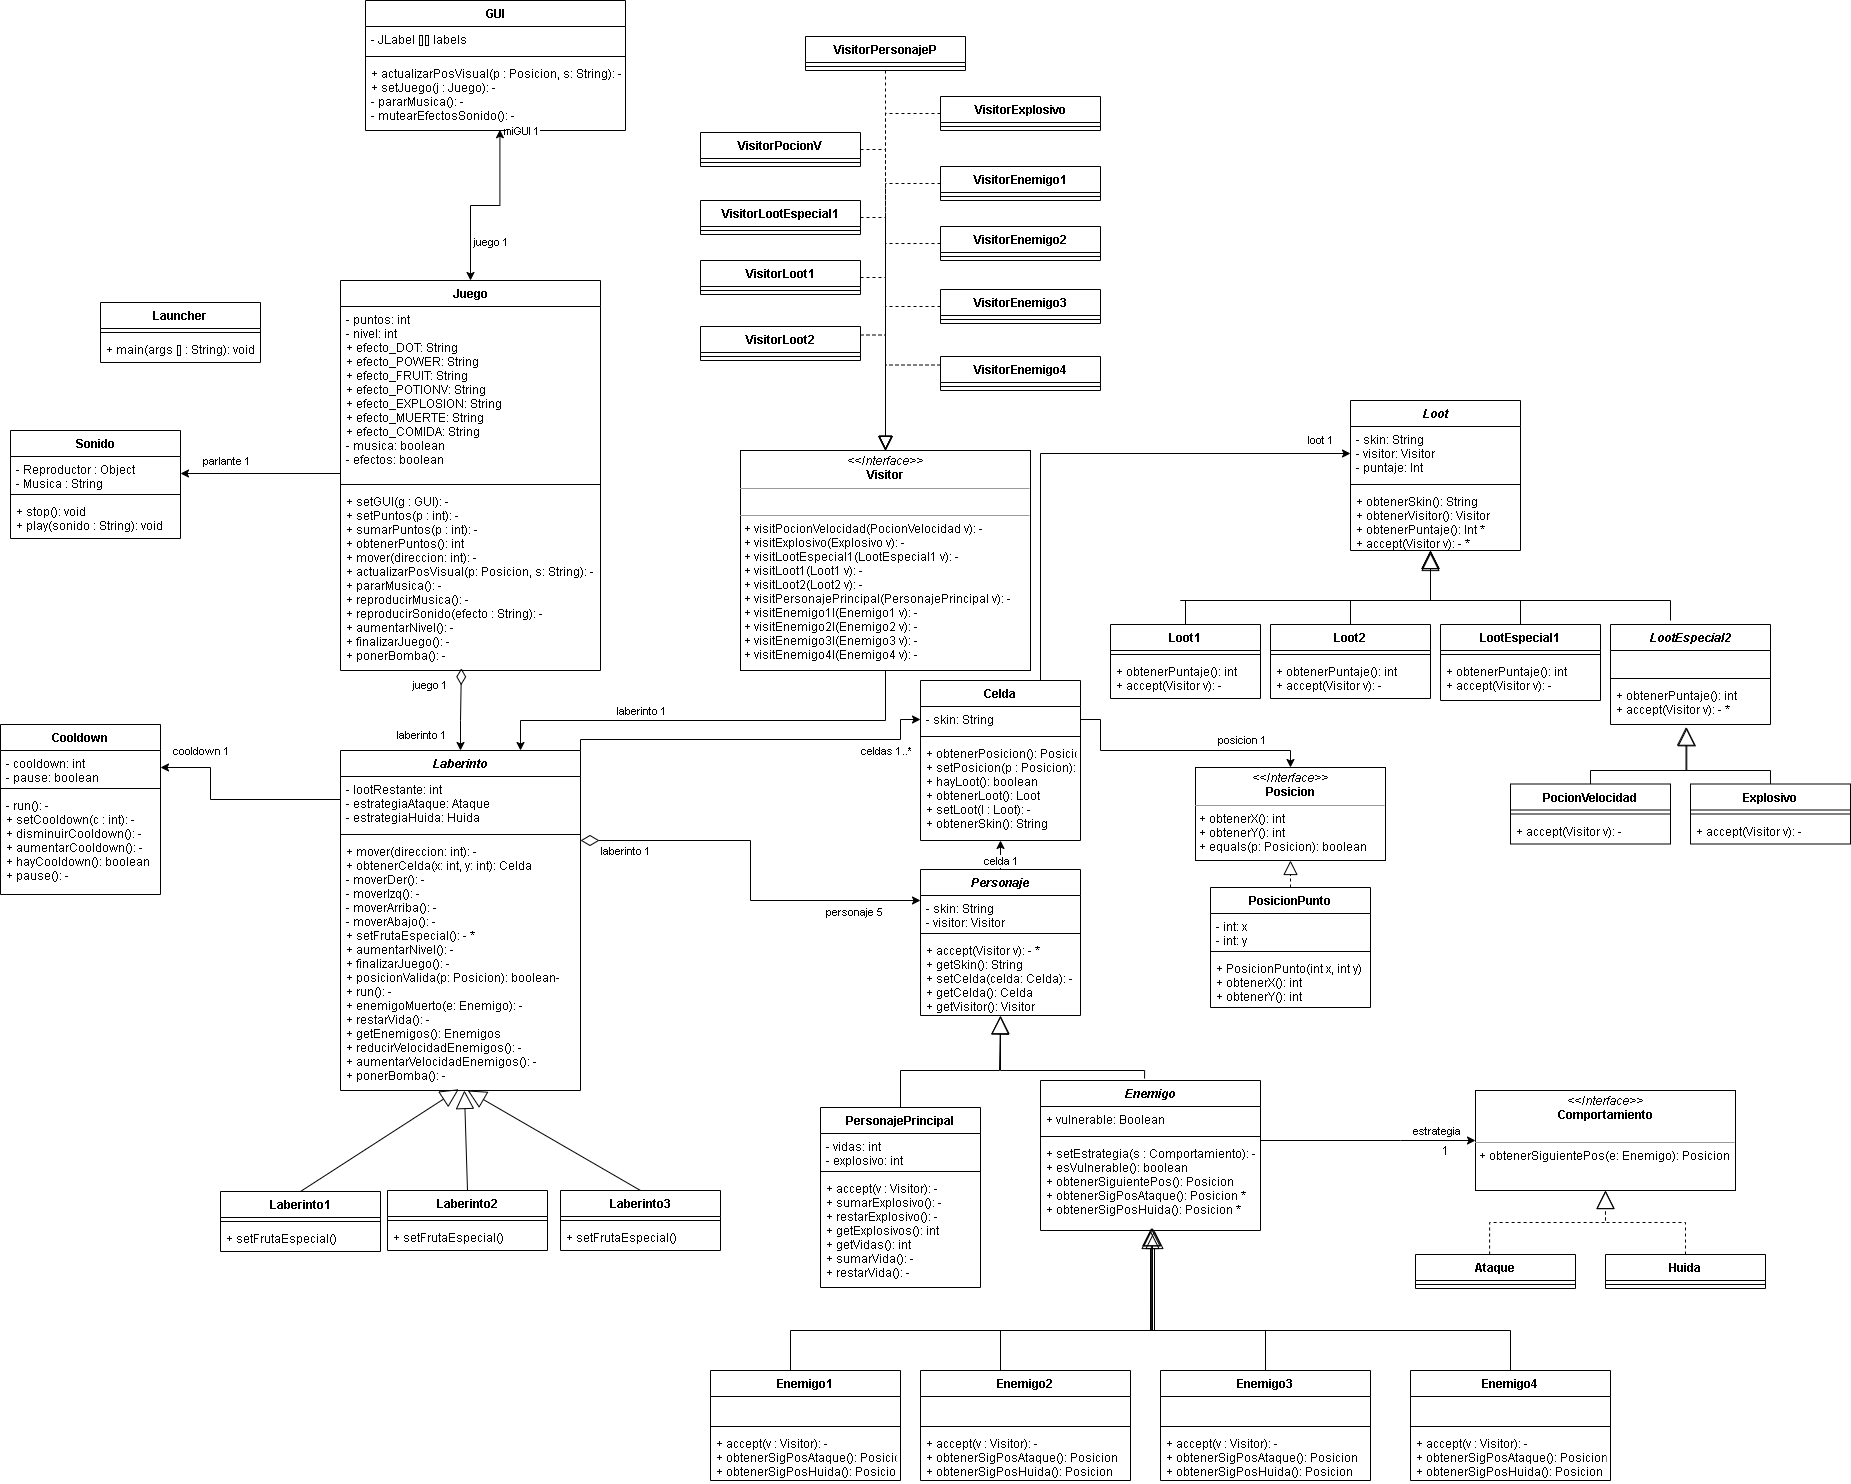 GUI
- JLabel [][] labels
+ actualizarPosVisual(p : Posicion, s: String): -
+ setJuego(j : Juego): -
- pararMusica(): -
- mutearEfectosSonido(): -
miGUI 1
juego 1
Launcher
+ main(args [] : String): void
Sonido
- Reproductor : Object
- Musica : String
+ stop(): void
+ play(sonido : String): void
parlante 1
Juego
- puntos: int
- nivel: int
+ efecto_DOT: String
+ efecto_POWER: String
+ efecto_FRUIT: String
+ efecto_POTIONV: String
+ efecto_EXPLOSION: String
+ efecto_MUERTE: String
+ efecto_COMIDA: String
- musica: boolean
- efectos: boolean
+ setGUI(g : GUI): -
+ setPuntos(p : int): -
+ sumarPuntos(p : int): -
+ obtenerPuntos(): int
+ mover(direccion: int): -
+ actualizarPosVisual(p: Posicion, s: String): -
+ pararMusica(): -
+ reproducirMusica(): -
+ reproducirSonido(efecto : String): -
+ aumentarNivel(): -
+ finalizarJuego(): -
+ ponerBomba(): -
juego 1
laberinto 1
VisitorPersonajeP
VisitorExplosivo
VisitorPocionV
VisitorEnemigo1
VisitorLootEspecial1
VisitorEnemigo2
VisitorLoot1
VisitorEnemigo3
VisitorLoot2
VisitorEnemigo4
<<Interface>>
Visitor
+ visitPocionVelocidad(PocionVelocidad v): -
+ visitExplosivo(Explosivo v): -
+ visitLootEspecial1(LootEspecial1 v): -
+ visitLoot1(Loot1 v): -
+ visitLoot2(Loot2 v): -
+ visitPersonajePrincipal(PersonajePrincipal v): -
+ visitEnemigo1I(Enemigo1 v): -
+ visitEnemigo2I(Enemigo2 v): -
+ visitEnemigo3I(Enemigo3 v): -
+ visitEnemigo4I(Enemigo4 v): -
laberinto 1
loot 1
Loot
- skin: String
- visitor: Visitor
- puntaje: Int
+ obtenerSkin(): String
+ obtenerVisitor(): Visitor
+ obtenerPuntaje(): Int *
+ accept(Visitor v): - *
Loot1
+ obtenerPuntaje(): int
+ accept(Visitor v): -
Loot2
+ obtenerPuntaje(): int
+ accept(Visitor v): -
LootEspecial1
+ obtenerPuntaje(): int
+ accept(Visitor v): -
LootEspecial2
+ obtenerPuntaje(): int
+ accept(Visitor v): - *
PocionVelocidad
+ accept(Visitor v): -
Explosivo
+ accept(Visitor v): -
Celda
- skin: String
+ obtenerPosicion(): Posici
+ setPosicion(p : Posicion):
+ hayLoot(): boolean
+ obtenerLoot(): Loot
+ setLoot(l : Loot): -
+ obtenerSkin(): String
celdas 1..*
posicion 1
<<Interface>>
Posicion
+ obtenerX(): int
+ obtenerY(): int
+ equals(p: Posicion): boolean
PosicionPunto
- int: x
- int: y
+ PosicionPunto(int x, int y)
+ obtenerX(): int
+ obtenerY(): int
Cooldown
- cooldown: int
- pause: boolean
- run(): -
+ setCooldown(c : int): -
+ disminuirCooldown(): -
+ aumentarCooldown(): -
+ hayCooldown(): boolean
+ pause(): -
cooldown 1
Laberinto
- lootRestante: int
- estrategiaAtaque: Ataque
- estrategiaHuida: Huida
+ mover(direccion: int): -
+ obtenerCelda(x: int, y: int): Celda
- moverDer(): -
- moverIzq(): -
- moverArriba(): -
- moverAbajo(): -
+ setFrutaEspecial(): - *
+ aumentarNivel(): -
+ finalizarJuego(): -
+ posicionValida(p: Posicion): boolean-
+ run(): -
+ enemigoMuerto(e: Enemigo): -
+ restarVida(): -
+ getEnemigos(): Enemigos
+ reducirVelocidadEnemigos(): -
+ aumentarVelocidadEnemigos(): -
+ ponerBomba(): -
laberinto 1
personaje 5
celda 1
Personaje
- skin: String
- visitor: Visitor
+ accept(Visitor v): - *
+ getSkin(): String
+ setCelda(celda: Celda): -
+ getCelda(): Celda
+ getVisitor(): Visitor
Laberinto1
+ setFrutaEspecial()
Laberinto2
+ setFrutaEspecial()
Laberinto3
+ setFrutaEspecial()
PersonajePrincipal
- vidas: int
- explosivo: int
+ accept(v : Visitor): -
+ sumarExplosivo(): -
+ restarExplosivo(): -
+ getExplosivos(): int
+ getVidas(): int
+ sumarVida(): -
+ restarVida(): -
Enemigo
+ vulnerable: Boolean
+ setEstrategia(s : Comportamiento): -
+ esVulnerable(): boolean
+ obtenerSiguientePos(): Posicion
+ obtenerSigPosAtaque(): Posicion *
+ obtenerSigPosHuida(): Posicion *
estrategia
1
<<Interface>>
Comportamiento
+ obtenerSiguientePos(e: Enemigo): Posicion
Ataque
Huida
Enemigo1
+ accept(v : Visitor): -
+ obtenerSigPosAtaque(): Posici
+ obtenerSigPosHuida(): Posicio
Enemigo2
+ accept(v : Visitor): -
+ obtenerSigPosAtaque(): Posicion
+ obtenerSigPosHuida(): Posicion
Enemigo3
+ accept(v : Visitor): -
+ obtenerSigPosAtaque(): Posicion
+ obtenerSigPosHuida(): Posicion
Enemigo4
+ accept(v : Visitor): -
+ obtenerSigPosAtaque(): Posicion
+ obtenerSigPosHuida(): Posicion